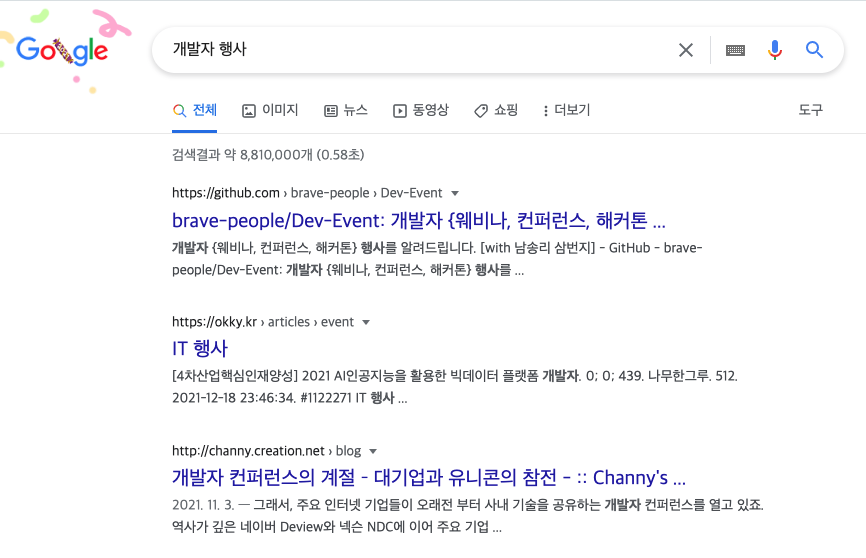 Google
개발자 행사
전체 이미지 뉴스 동영상 쇼핑 더보기 도구
검색결과 약 8,810,000개 (0.58초)
https://github.com › brave-people › Dev-Event
brave-people/Dev-Event: 개발자 {웨비나, 컨퍼런스, 해커톤 ...
개발자 {웨비나, 컨퍼런스, 해커톤} 행사를 알려드립니다. [with 남송리 삼번지] - GitHub - brave-
people/Dev-Event: 개발자 {웨비나, 컨퍼런스, 해커톤} 행사를 ...
https://okky.kr › articles › event
IT 행사
[4차산업핵심인재양성] 2021 AI인공지능을 활용한 빅데이터 플랫폼 개발자. 0; 0; 439. 나무한그루. 512.
2021-12-18 23:46:34. #1122271 IT 행사 ...
http://channy.creation.net › blog
개발자 컨퍼런스의 계절 - 대기업과 유니콘의 참전 - :: Channy's ...
2021. 11. 3. — 그래서, 주요 인터넷 기업들이 오래전 부터 사내 기술을 공유하는 개발자 컨퍼런스를 열고 있죠.
역사가 깊은 네이버 Deview와 넥슨 NDC에 이어 주요 기업 ...